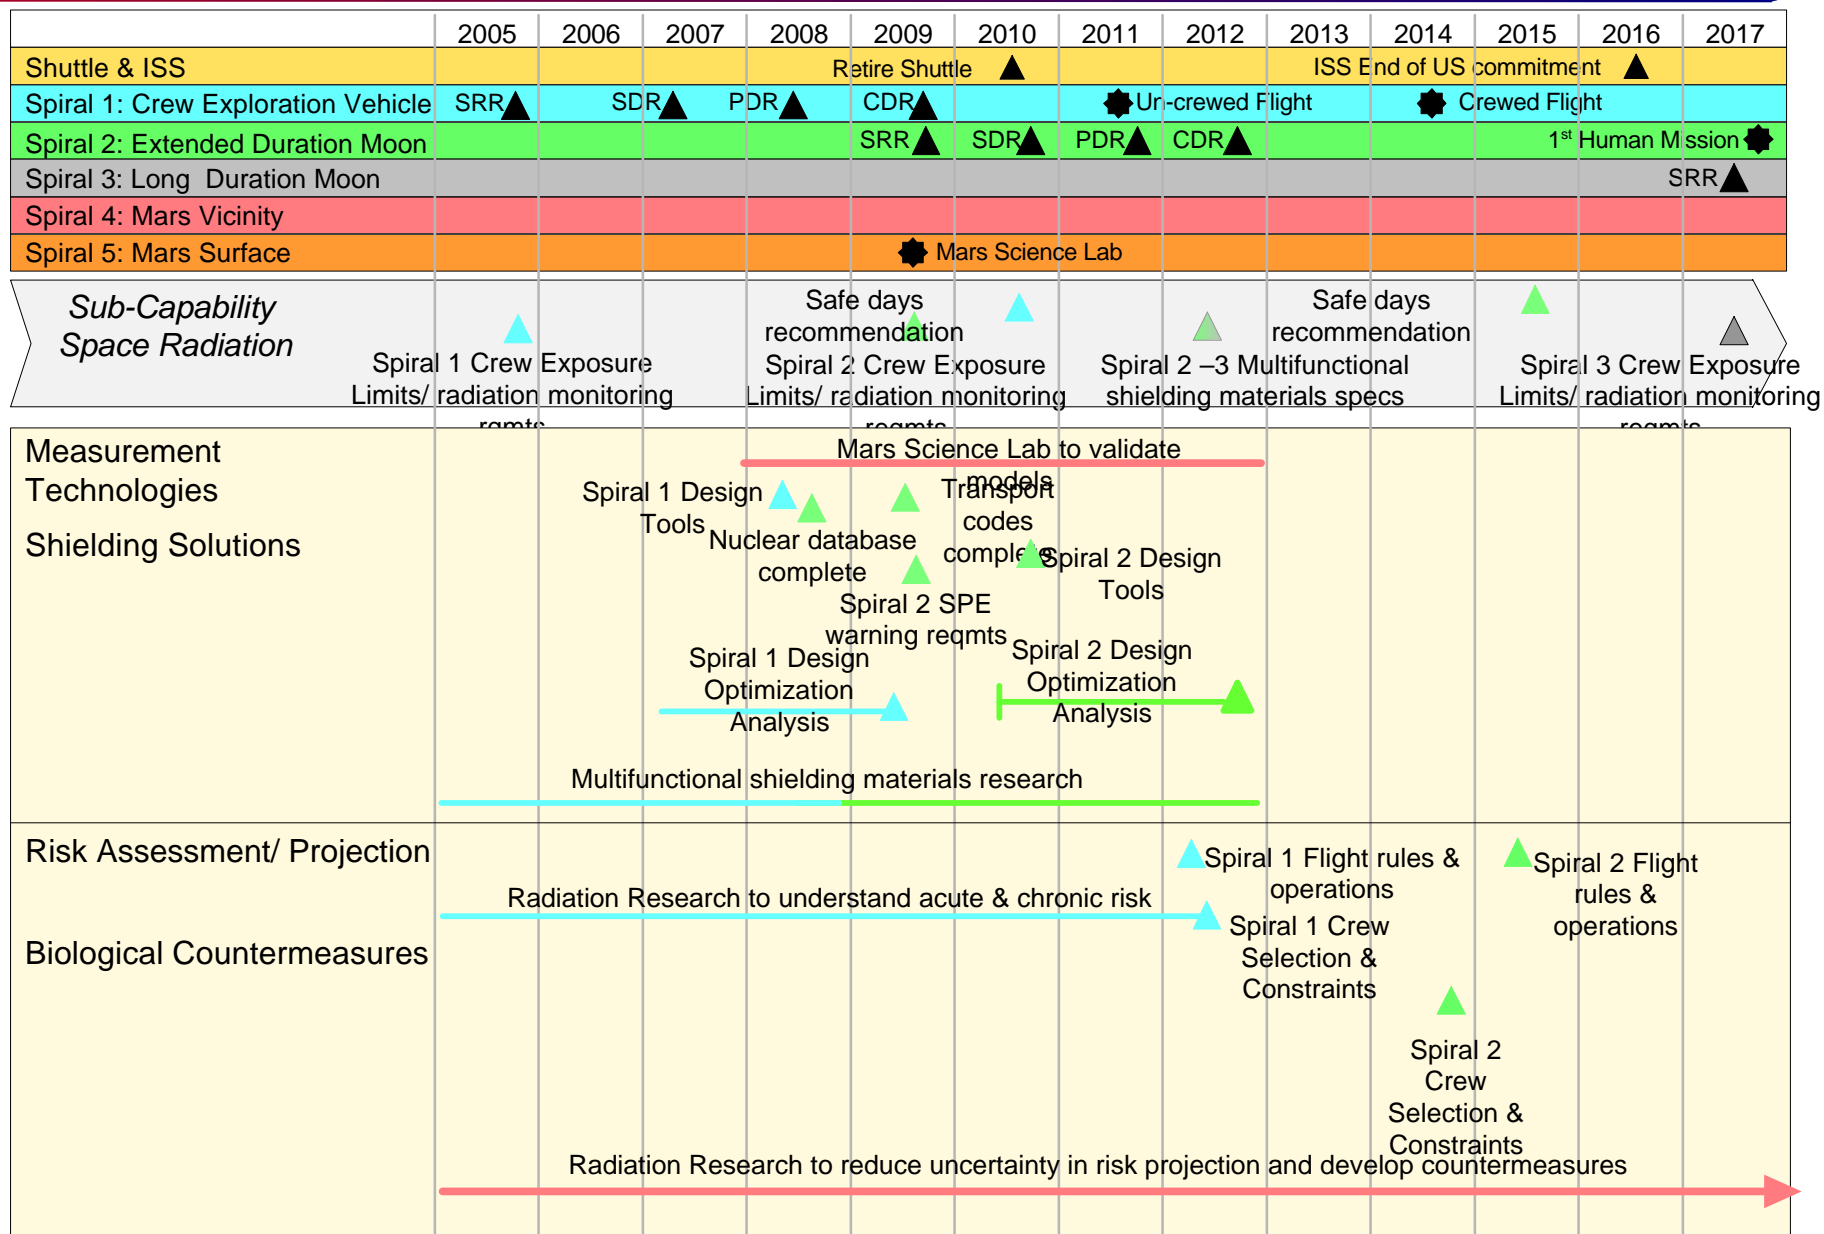 2005 2006 2007 2008 2009 2010 2011 2012 2013 2014 2015 2016 2017
Shuttle & ISS Retire Shuttle ISS End of US commitment
Spiral 1: Crew Exploration Vehicle SRR SDR PDR CDR Un-crewed Flight Crewed Flight
Spiral 2: Extended Duration Moon SRR SDR PDR CDR 1st Human Mission
Spiral 3: Long Duration Moon SRR
Spiral 4: Mars Vicinity
Spiral 5: Mars Surface Mars Science Lab
Sub-Capability
Space Radiation
Spiral 1 Crew Exposure
Limits/ radiation monitoring
rqmts
Safe days
recommendation
Spiral 2 Crew Exposure
Limits/ radiation monitoring
reqmts
Spiral 2 –3 Multifunctional
shielding materials specs
Safe days
recommendation
Spiral 3 Crew Exposure
Limits/ radiation monitoring
reqmts
Measurement
Technologies
Mars Science Lab to validate
models
Shielding Solutions
Spiral 1 Design
Tools
Nuclear database
complete
Transport
codes
complete
Spiral 2 Design
Tools
Spiral 2 SPE
warning reqmts
Spiral 1 Design
Optimization
Analysis
Spiral 2 Design
Optimization
Analysis
Multifunctional shielding materials research
Risk Assessment/ Projection
Spiral 1 Flight rules &
operations
Spiral 2 Flight
rules &
operations
Radiation Research to understand acute & chronic risk
Spiral 1 Crew
Selection &
Constraints
Biological Countermeasures
Spiral 2
Crew
Selection &
Constraints
Radiation Research to reduce uncertainty in risk projection and develop countermeasures